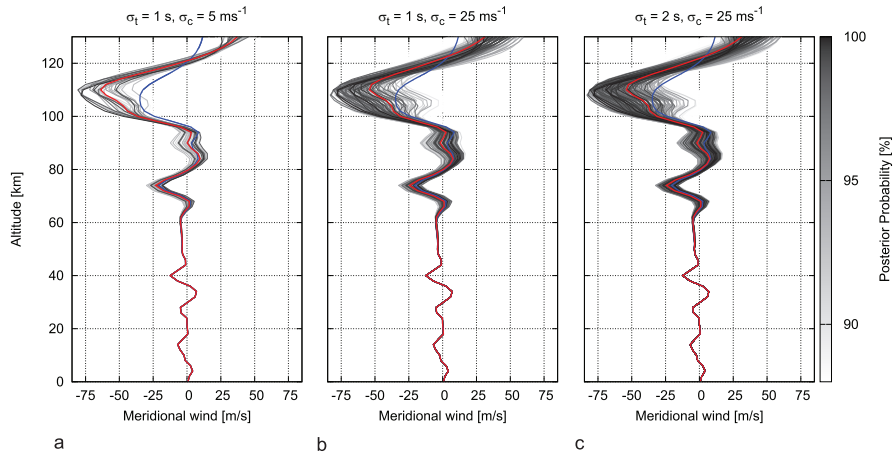 σt = 1 s, σc = 5 ms-1
σt = 1 s, σc = 25 ms-1
σt = 2 s, σc = 25 ms-1
Altitude [km]
120
100
80
60
40
20
0
-75 -50 -25 0 25 50 75
-75 -50 -25 0 25 50 75
-75 -50 -25 0 25 50 75
Meridional wind [m/s]
Meridional wind [m/s]
Meridional wind [m/s]
100
95
90
Posterior Probability [%]
a
b
c